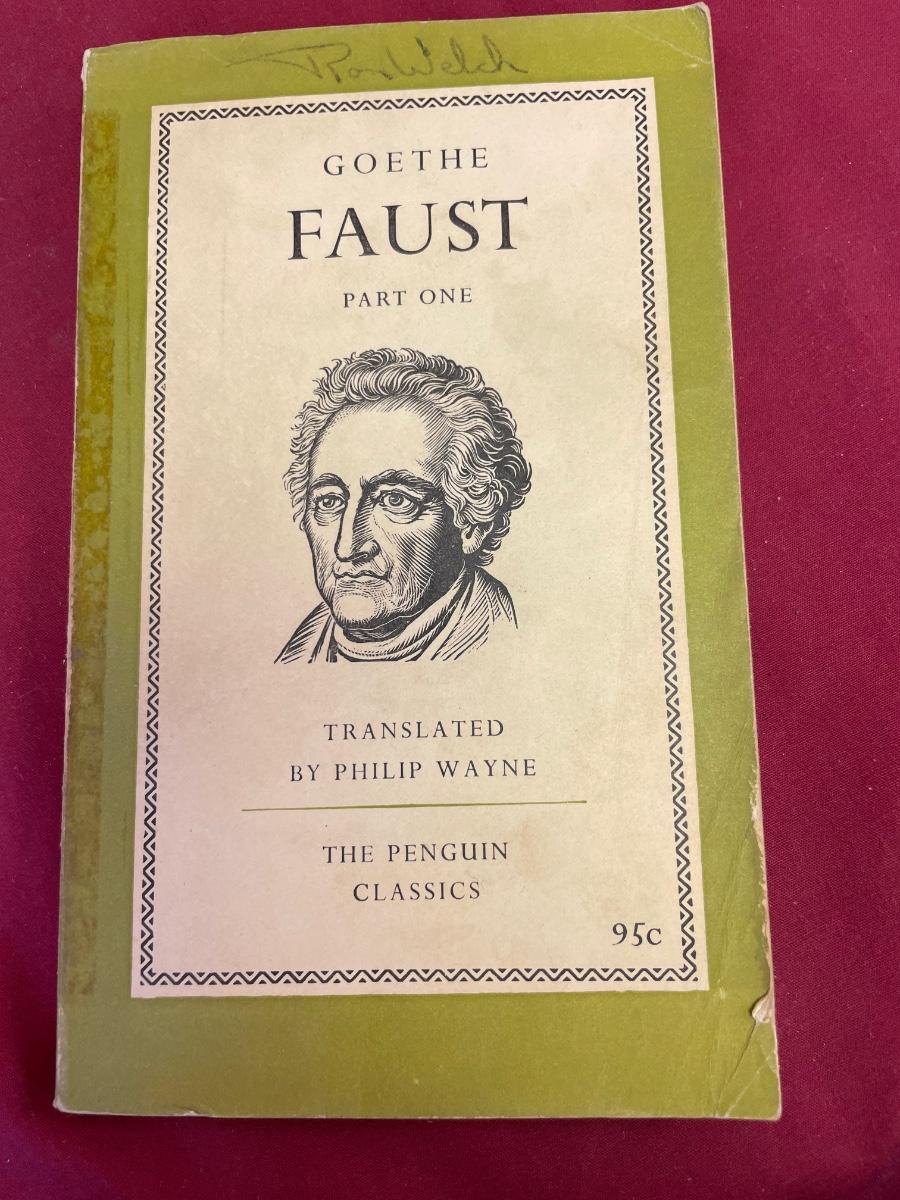 Ron Welch
GOETHE
FAUST
PART ONE
TRANSLATED
BY PHILIP WAYNE
THE PENGUIN
CLASSICS
95c